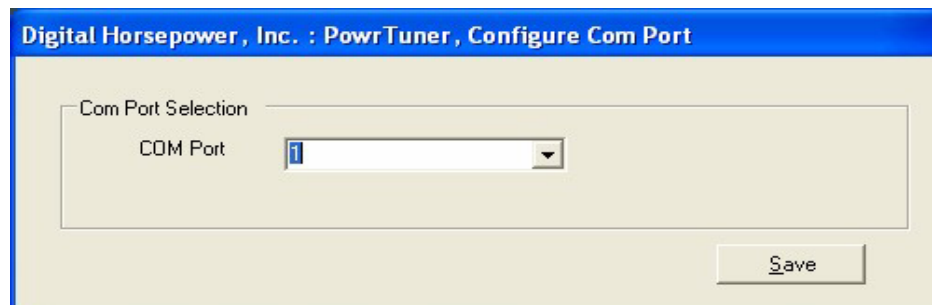 Digital Horsepower, Inc. : PowrTuner, Configure Com Port
Com Port Selection
COM Port 1
Save